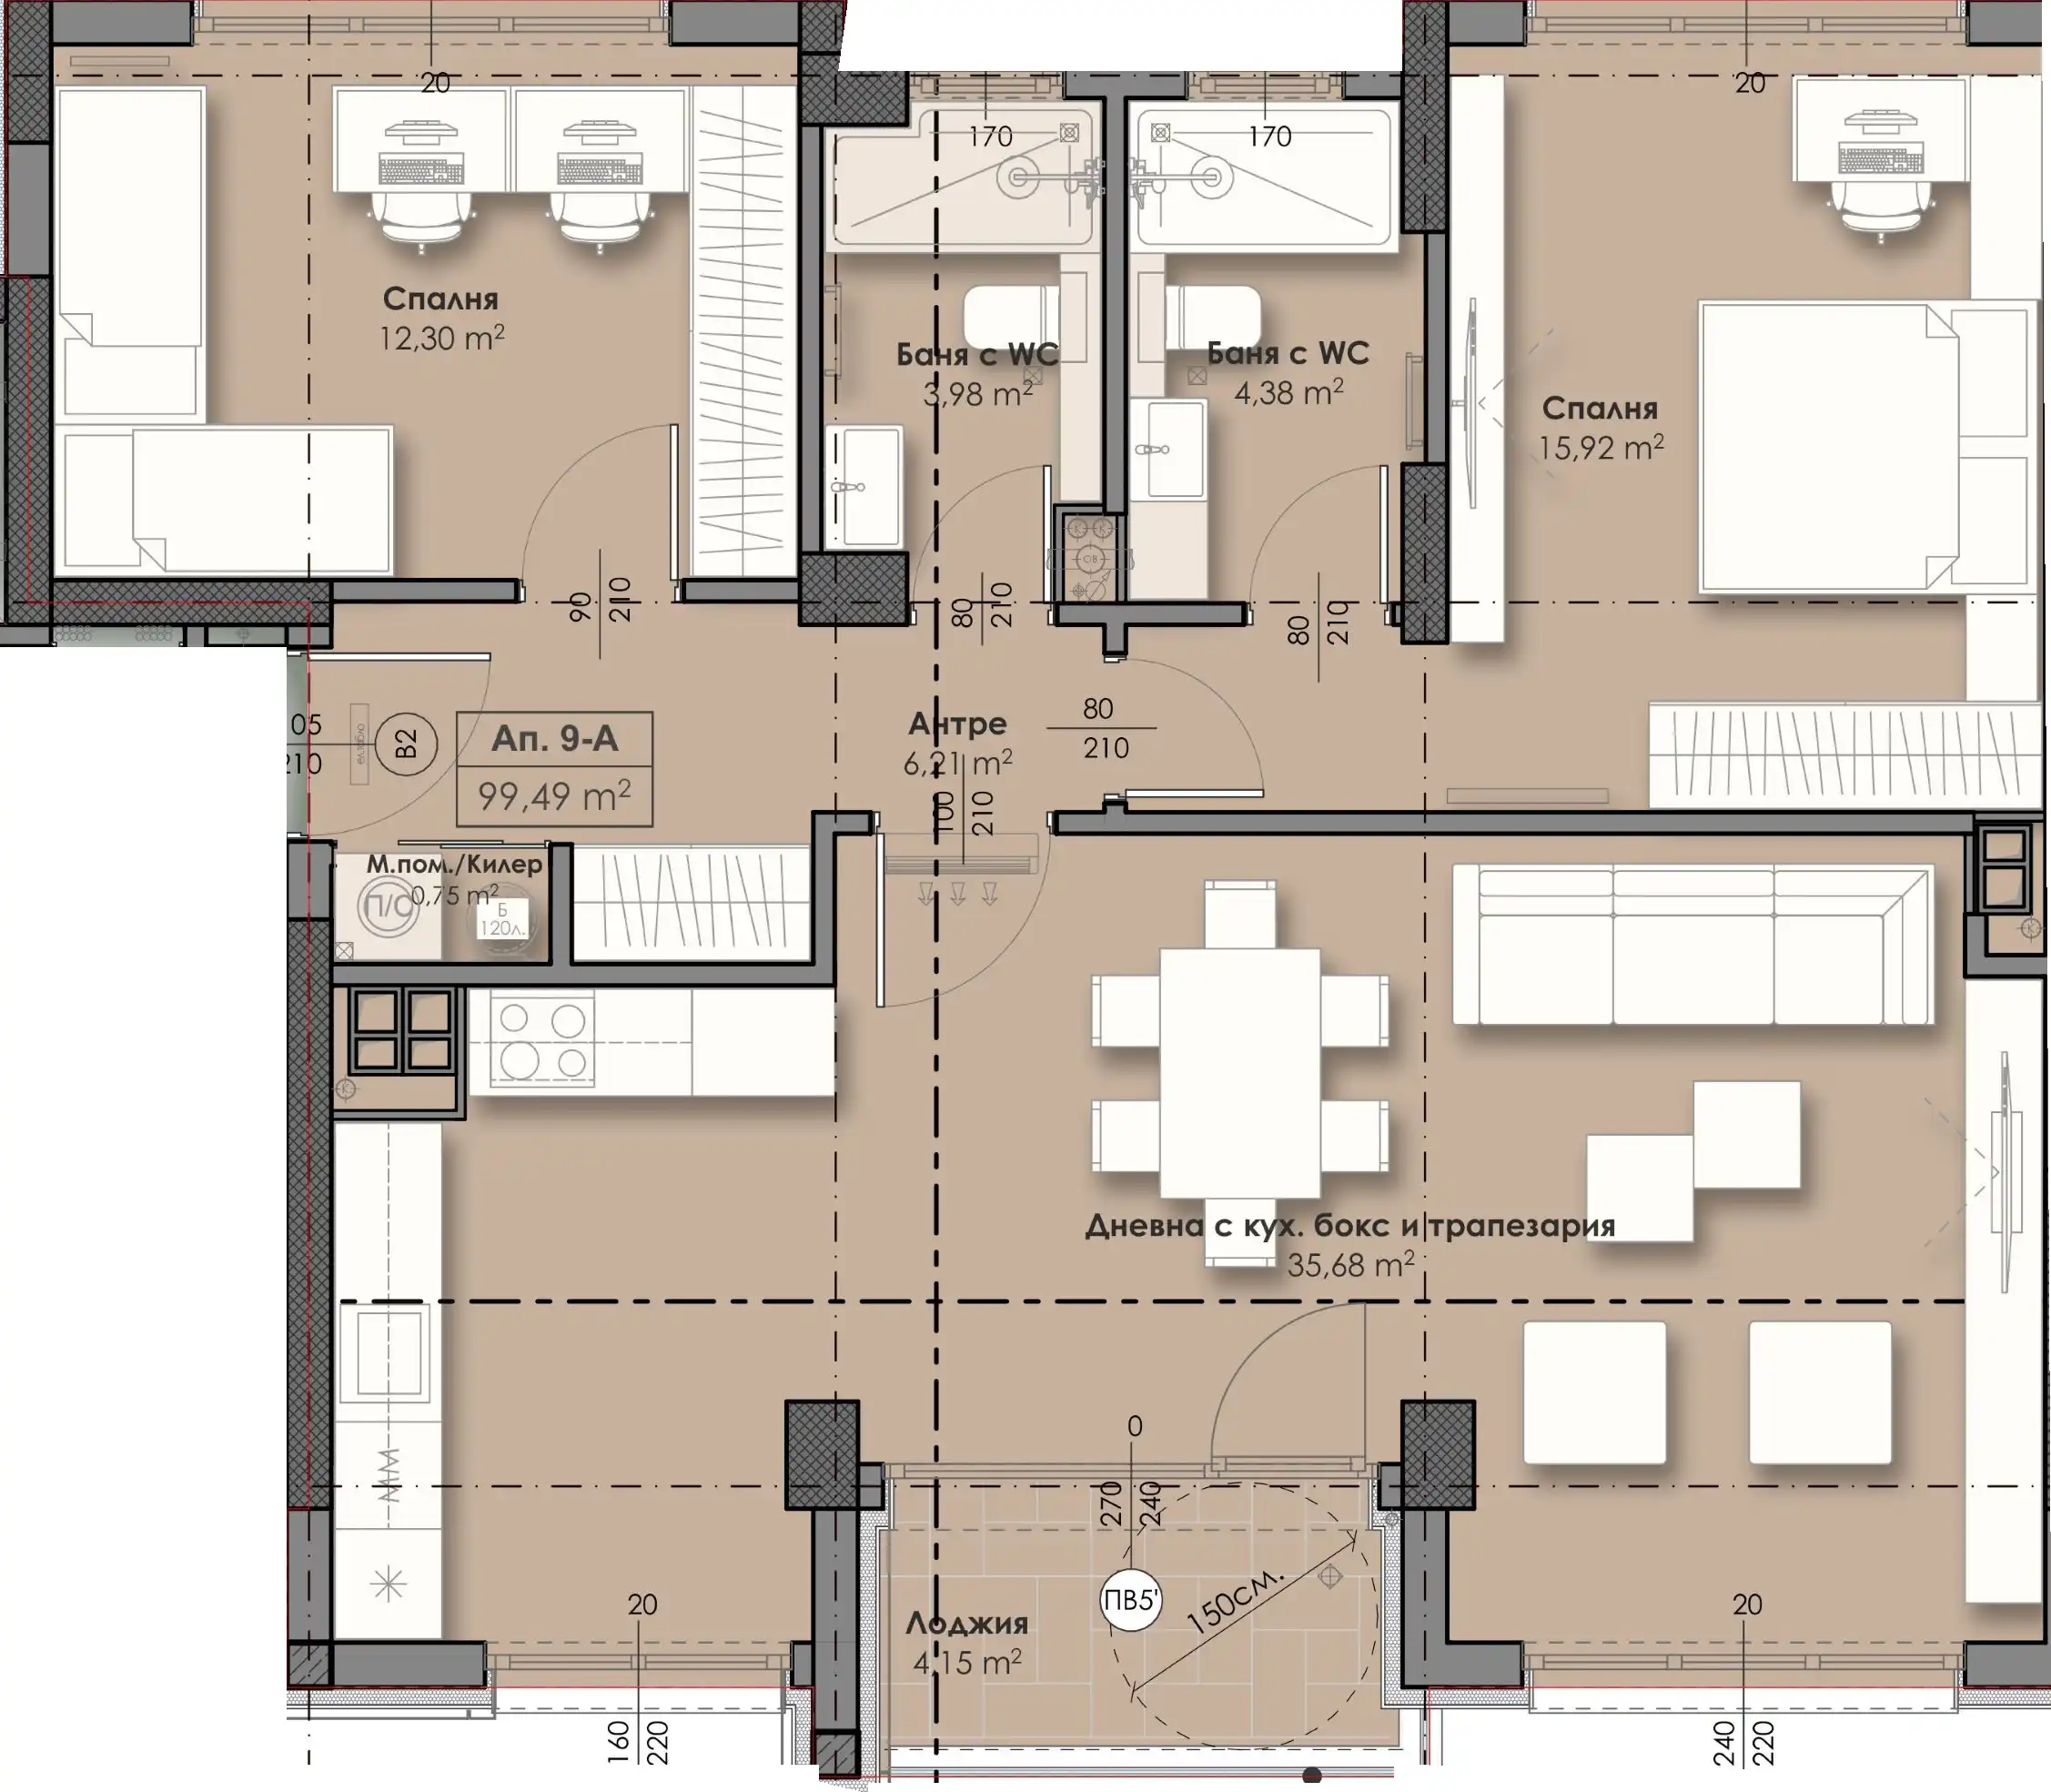 20
170
170
20
Спалня
12,30 m²
Баня с WC
3,98 m²
Баня с WC
4,38 m²
Спалня
15,92 m²
ОВ
90
210
80
210
80
210
05
210
В2
Ап. 9-А
99,49 m²
Антре
6,21 m²
80
210
100
210
М.пом./Килер
0,75 m²
П/С
Б
120л.
Дневна с кух. бокс и трапезария
35,68 m²
0
270
240
ПВ5'
150см.
Лоджия
4,15 m²
20
160
220
20
240
220